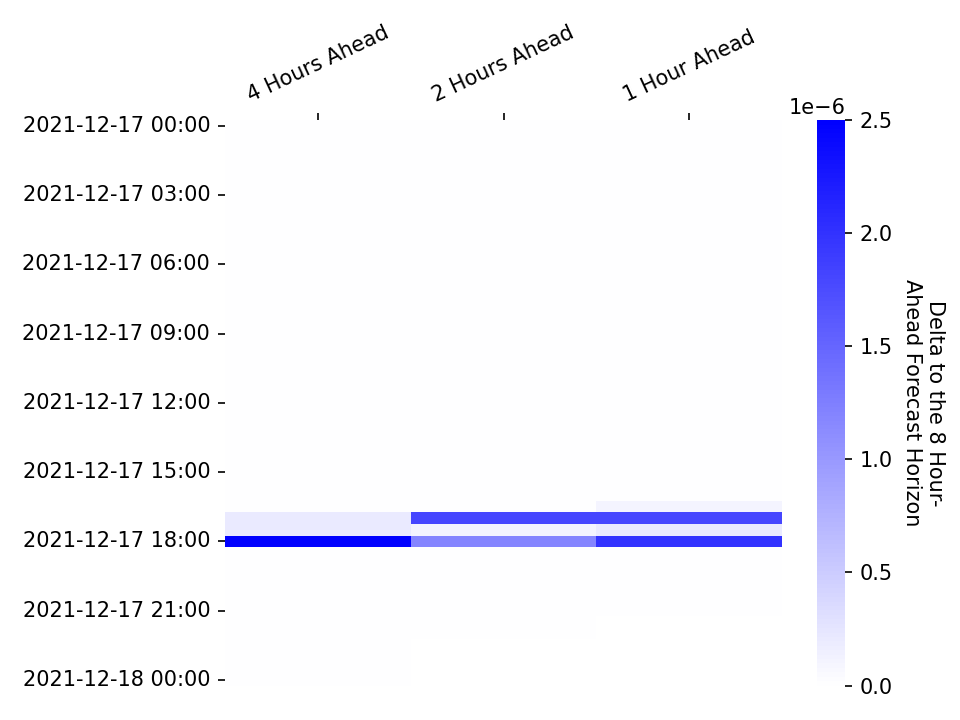 4 Hours Ahead
2 Hours Ahead
1 Hour Ahead
1e−6
2021-12-17 00:00
2021-12-17 03:00
2021-12-17 06:00
2021-12-17 09:00
2021-12-17 12:00
2021-12-17 15:00
2021-12-17 18:00
2021-12-17 21:00
2021-12-18 00:00
2.5
2.0
1.5
1.0
0.5
0.0
Delta to the 8 Hour-
Ahead Forecast Horizon